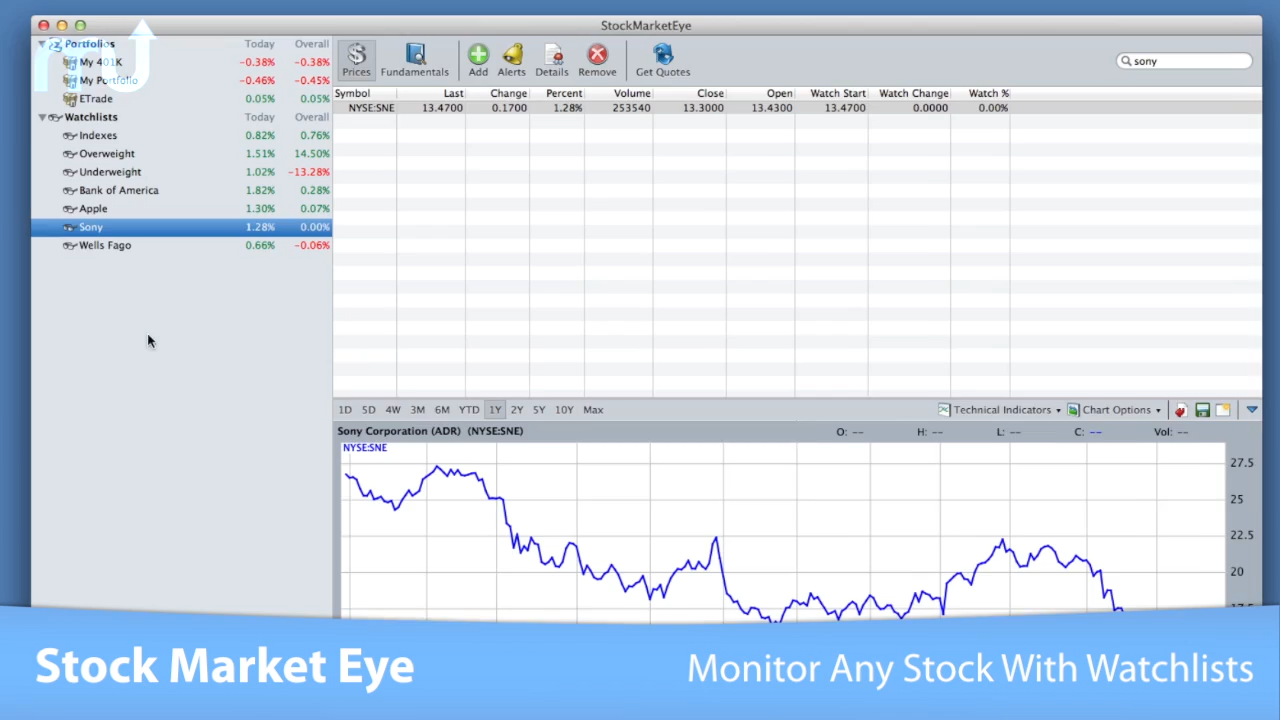 StockMarketEye
Portfolios Today Overall
My 401K -0.38% -0.38%
My Portfolio -0.46% -0.45%
ETrade 0.05% 0.05%
Watchlists Today Overall
Indexes 0.82% 0.76%
Overweight 1.51% 14.50%
Underweight 1.02% -13.28%
Bank of America 1.82% 0.28%
Apple 1.30% 0.07%
Sony 1.28% 0.00%
Wells Fago 0.66% -0.06%
Prices Fundamentals Add Alerts Details Remove Get Quotes
sony
Symbol Last Change Percent Volume Close Open Watch Start Watch Change Watch %
NYSE:SNE 13.4700 0.1700 1.28% 253540 13.3000 13.4300 13.4700 0.0000 0.00%
1D 5D 4W 3M 6M YTD 1Y 2Y 5Y 10Y Max Technical Indicators Chart Options
Sony Corporation (ADR) (NYSE:SNE) O: -- H: -- L: -- C: -- Vol: --
NYSE:SNE
27.5
25
22.5
20
Stock Market Eye
Monitor Any Stock With Watchlists